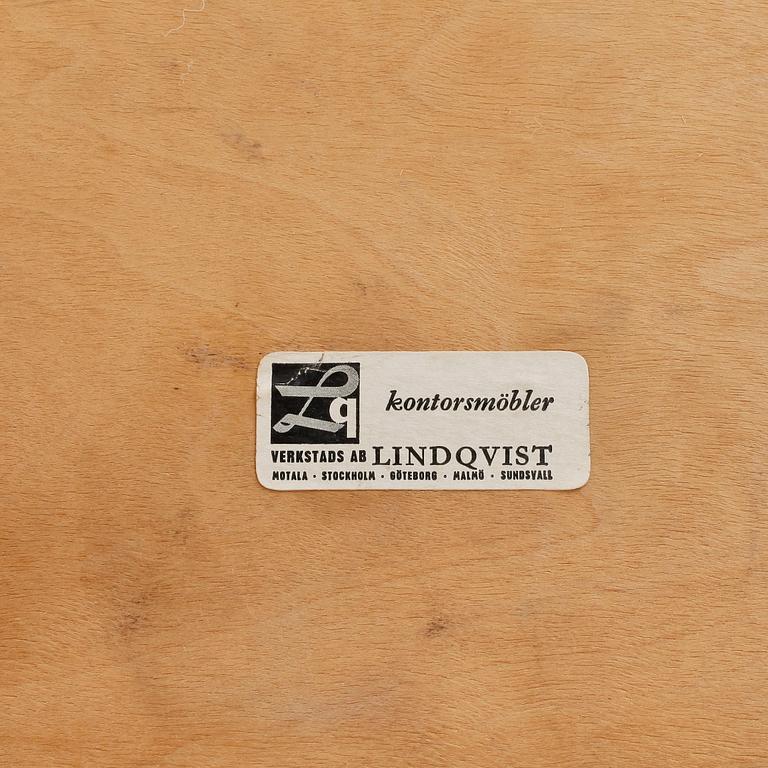 Lq
kontorsmöbler
VERKSTADS AB LINDQVIST
MOTALA · STOCKHOLM · GÖTEBORG · MALMÖ · SUNDSVALL